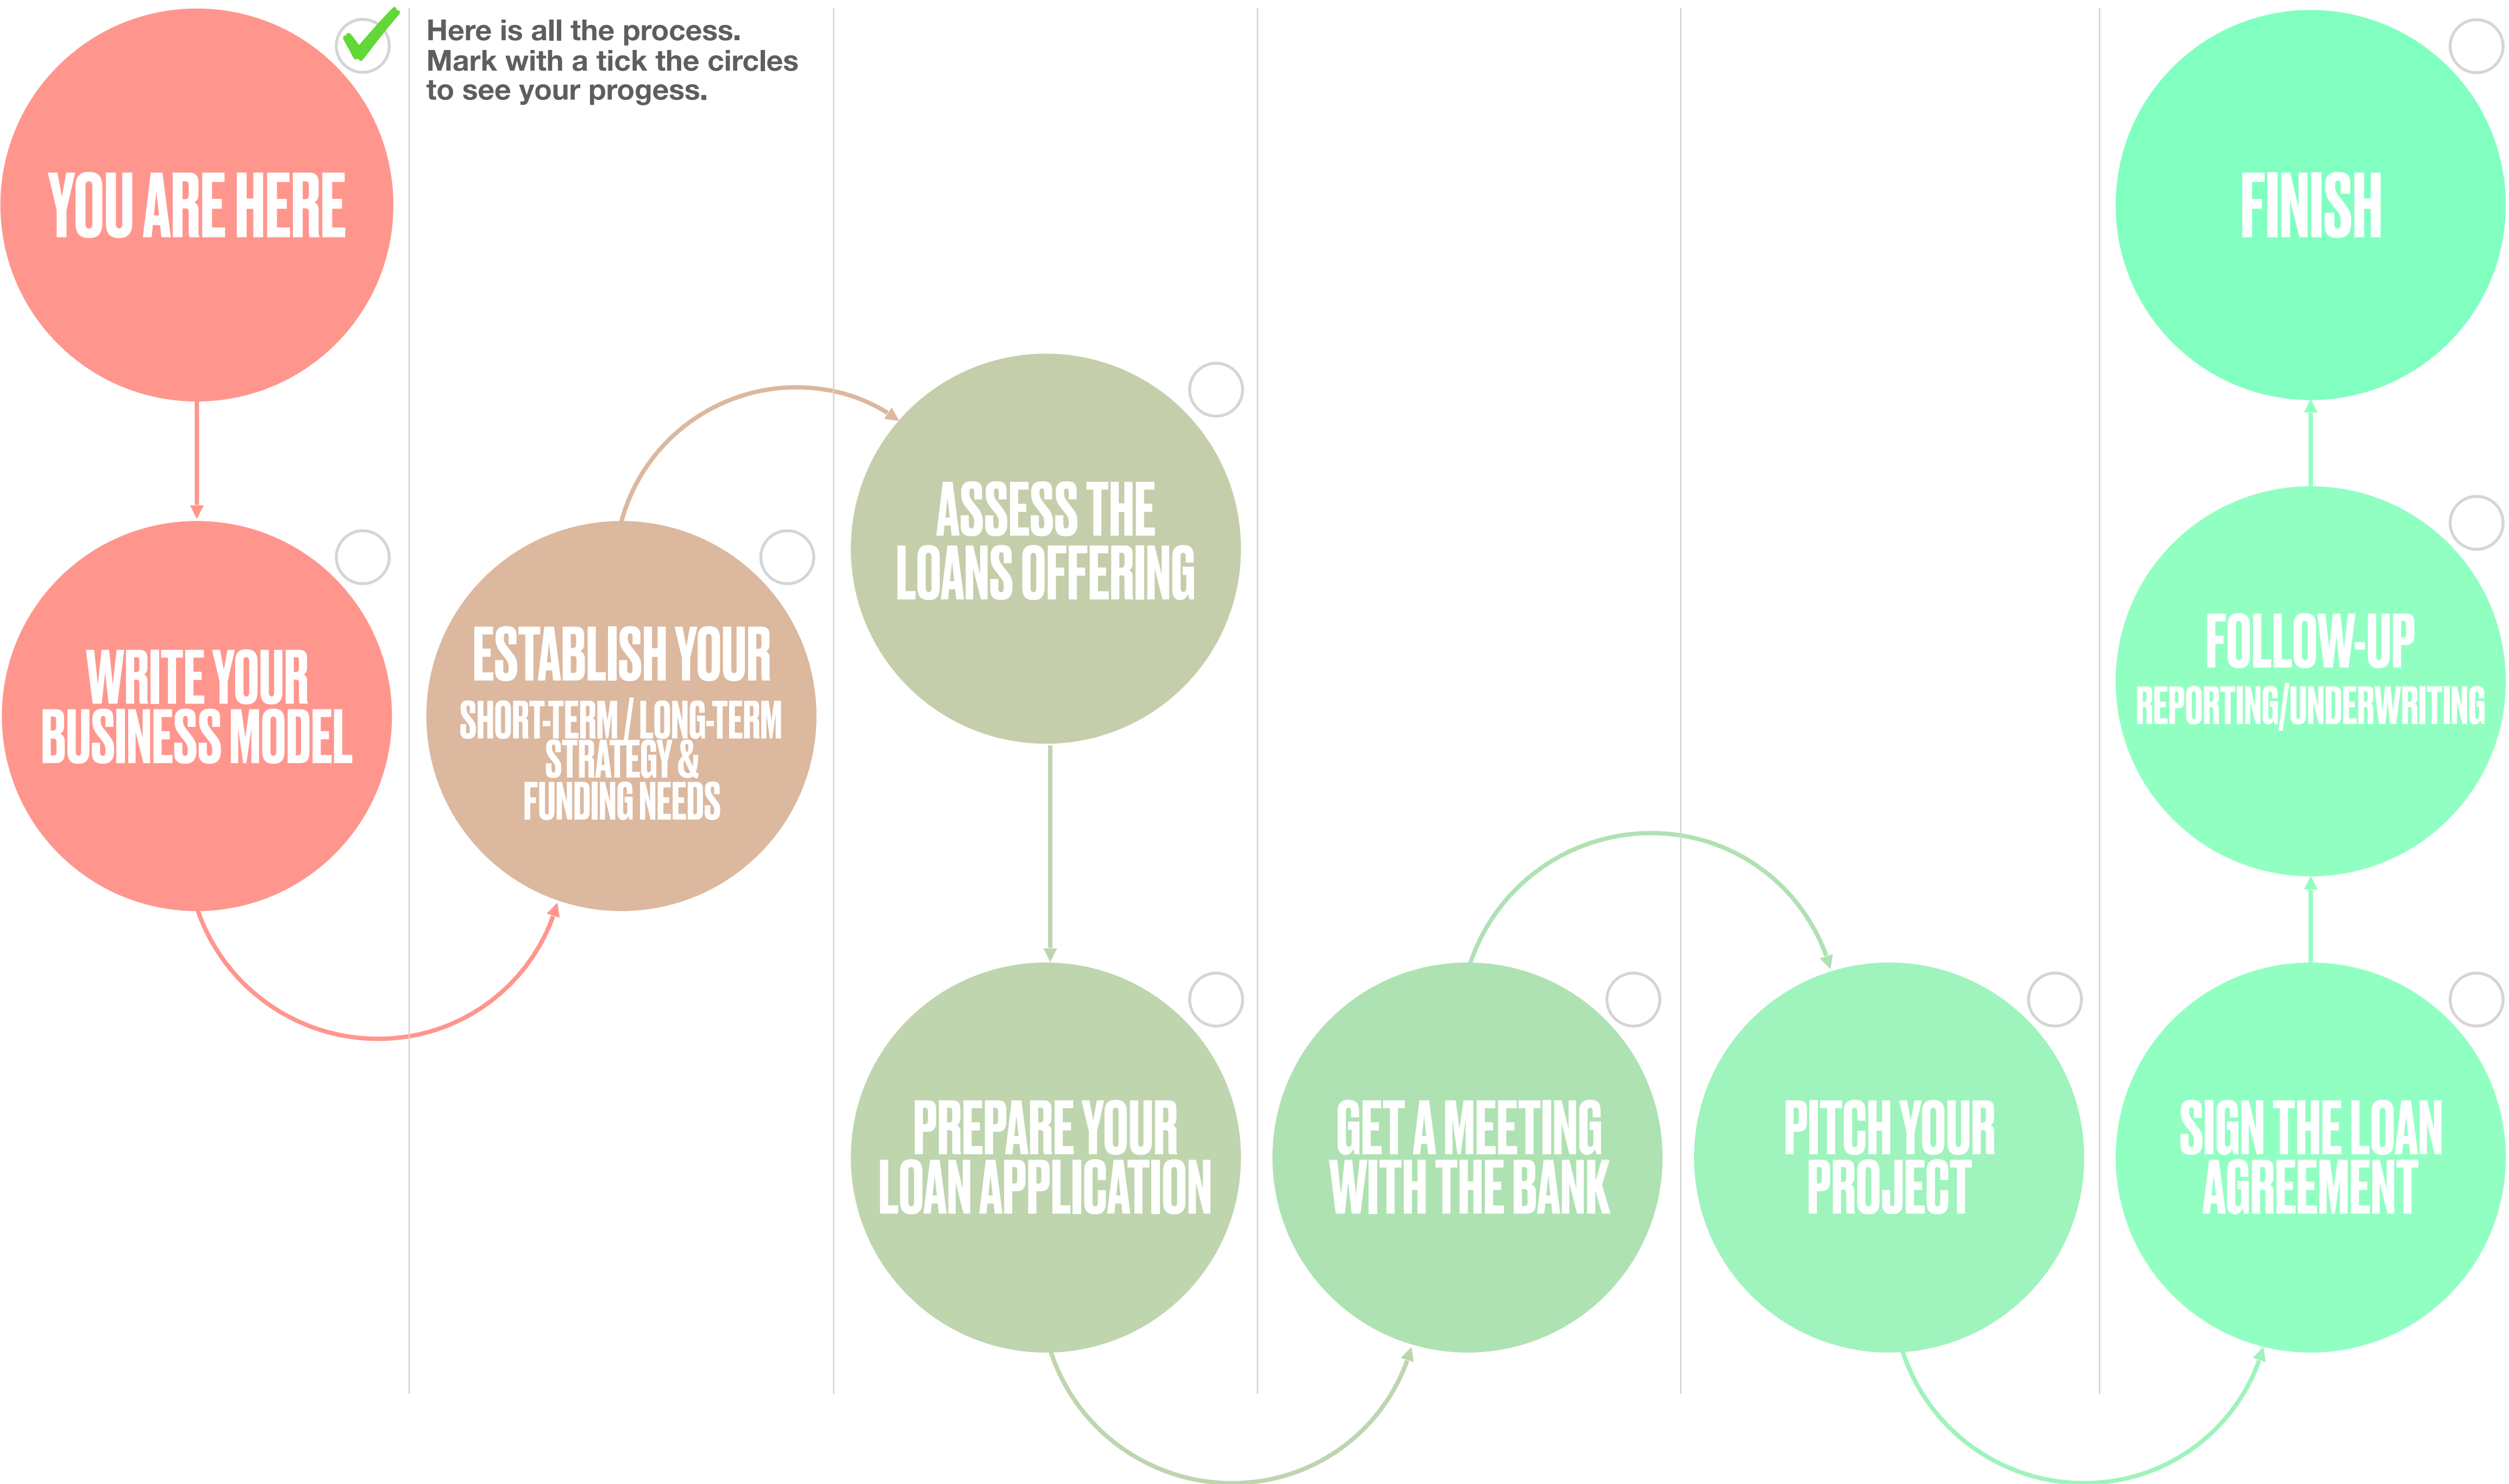 Here is all the process.
Mark with a tick the circles
to see your progess.
YOU ARE HERE
WRITE YOUR
BUSINESS MODEL
ESTABLISH YOUR
SHORT-TERM / LONG-TERM
STRATEGY &
FUNDING NEEDS
ASSESS THE
LOANS OFFERING
PREPARE YOUR
LOAN APPLICATION
GET A MEETING
WITH THE BANK
PITCH YOUR
PROJECT
SIGN THE LOAN
AGREEMENT
FOLLOW-UP
REPORTING/UNDERWRITING
FINISH